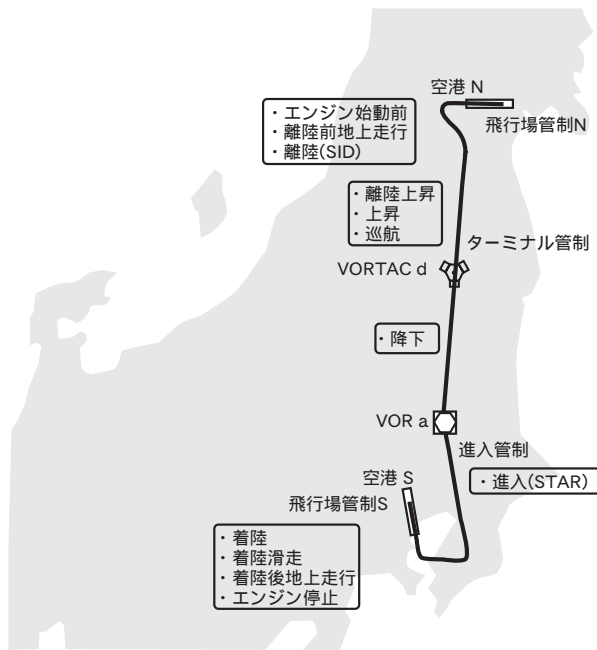 空港 N
飛行場管制N
・エンジン始動前
・離陸前地上走行
・離陸(SID)
・離陸上昇
・上昇
・巡航
ターミナル管制
VORTAC d
・降下
VOR a
進入管制
・進入(STAR)
空港 S
飛行場管制S
・着陸
・着陸滑走
・着陸後地上走行
・エンジン停止